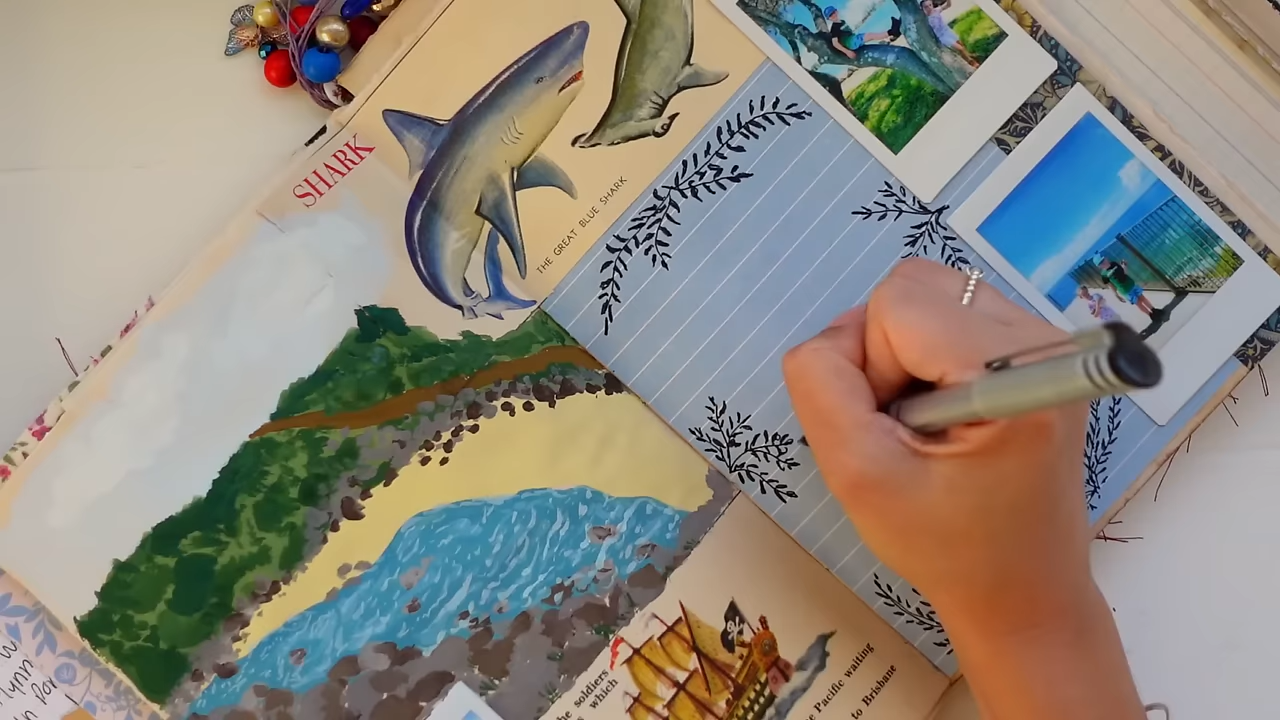 SHARK
THE GREAT BLUE SHARK
the soldiers
which
Pacific waiting
to Brisbane